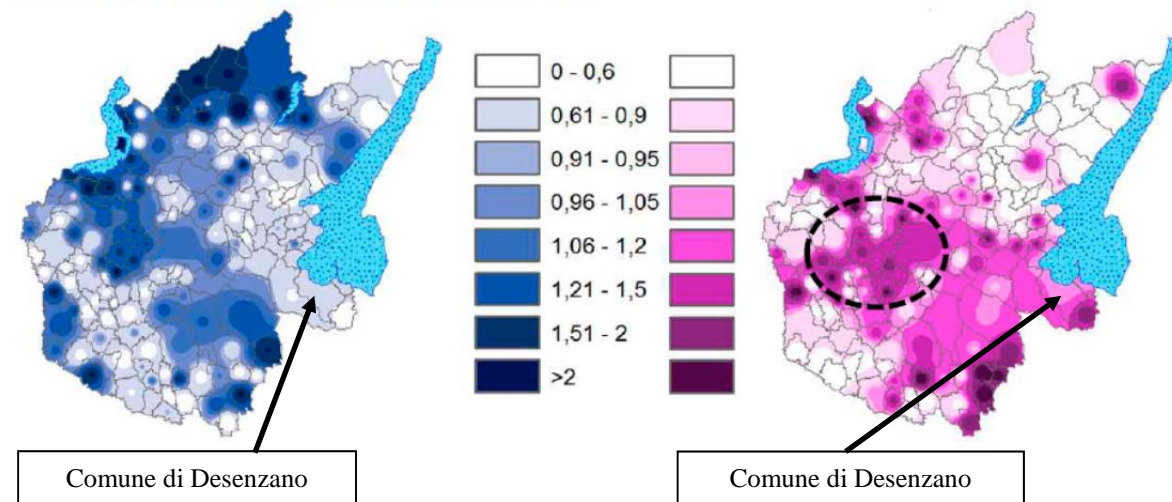 0 - 0,6
0,61 - 0,9
0,91 - 0,95
0,96 - 1,05
1,06 - 1,2
1,21 - 1,5
1,51 - 2
>2
Comune di Desenzano
Comune di Desenzano